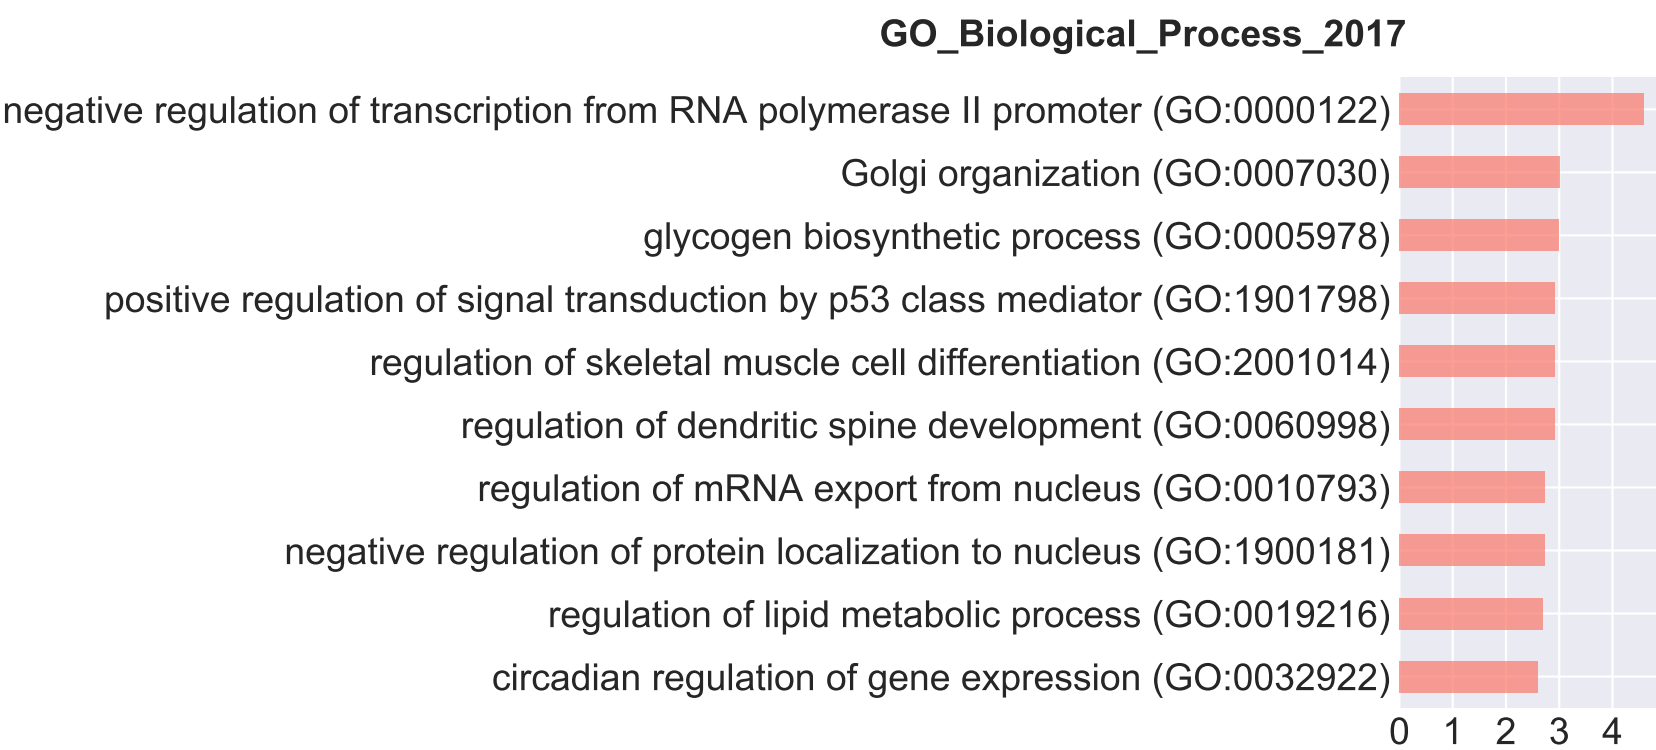 GO_Biological_Process_2017
negative regulation of transcription from RNA polymerase II promoter (GO:0000122)
Golgi organization (GO:0007030)
glycogen biosynthetic process (GO:0005978)
positive regulation of signal transduction by p53 class mediator (GO:1901798)
regulation of skeletal muscle cell differentiation (GO:2001014)
regulation of dendritic spine development (GO:0060998)
regulation of mRNA export from nucleus (GO:0010793)
negative regulation of protein localization to nucleus (GO:1900181)
regulation of lipid metabolic process (GO:0019216)
circadian regulation of gene expression (GO:0032922)
0 1 2 3 4